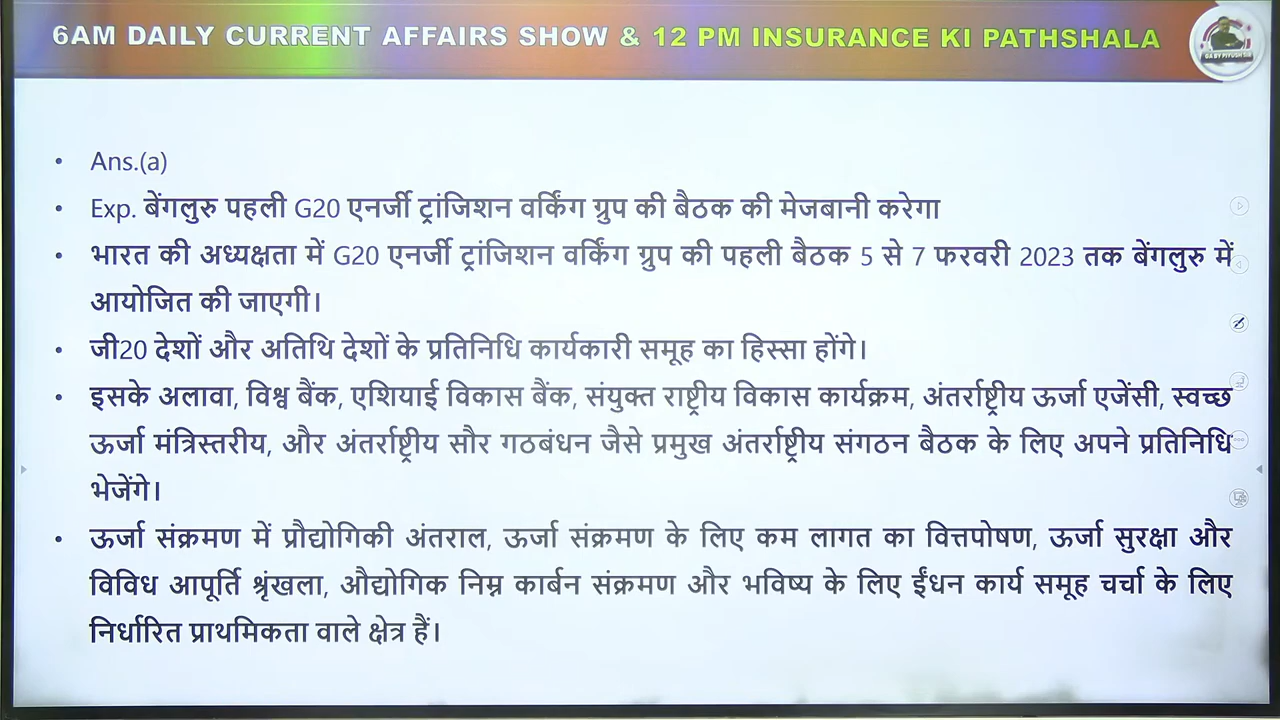 6AM DAILY CURRENT AFFAIRS SHOW & 12 PM INSURANCE KI PATHSHALA
GA BY PIYUSH SIR
• Ans.(a)
• Exp. बेंगलुरु पहली G20 एनर्जी ट्रांजिशन वर्किंग ग्रुप की बैठक की मेजबानी करेगा
• भारत की अध्यक्षता में G20 एनर्जी ट्रांजिशन वर्किंग ग्रुप की पहली बैठक 5 से 7 फरवरी 2023 तक बेंगलुरु में
आयोजित की जाएगी।
• जी20 देशों और अतिथि देशों के प्रतिनिधि कार्यकारी समूह का हिस्सा होंगे।
• इसके अलावा, विश्व बैंक, एशियाई विकास बैंक, संयुक्त राष्ट्रीय विकास कार्यक्रम, अंतर्राष्ट्रीय ऊर्जा एजेंसी, स्वच्छ
ऊर्जा मंत्रिस्तरीय, और अंतर्राष्ट्रीय सौर गठबंधन जैसे प्रमुख अंतर्राष्ट्रीय संगठन बैठक के लिए अपने प्रतिनिधि
भेजेंगे।
• ऊर्जा संक्रमण में प्रौद्योगिकी अंतराल, ऊर्जा संक्रमण के लिए कम लागत का वित्तपोषण, ऊर्जा सुरक्षा और
विविध आपूर्ति श्रृंखला, औद्योगिक निम्न कार्बन संक्रमण और भविष्य के लिए ईंधन कार्य समूह चर्चा के लिए
निर्धारित प्राथमिकता वाले क्षेत्र हैं।